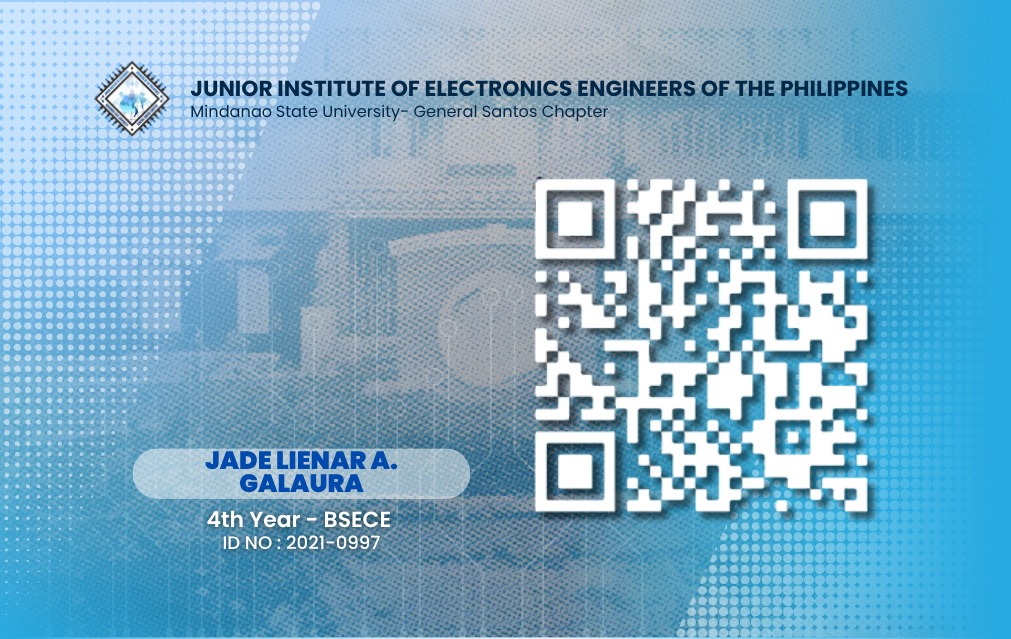 JUNIOR INSTITUTE OF ELECTRONICS ENGINEERS OF THE PHILIPPINES
Mindanao State University- General Santos Chapter
JADE LIENAR A.
GALAURA
4th Year - BSECE
ID NO : 2021-0997